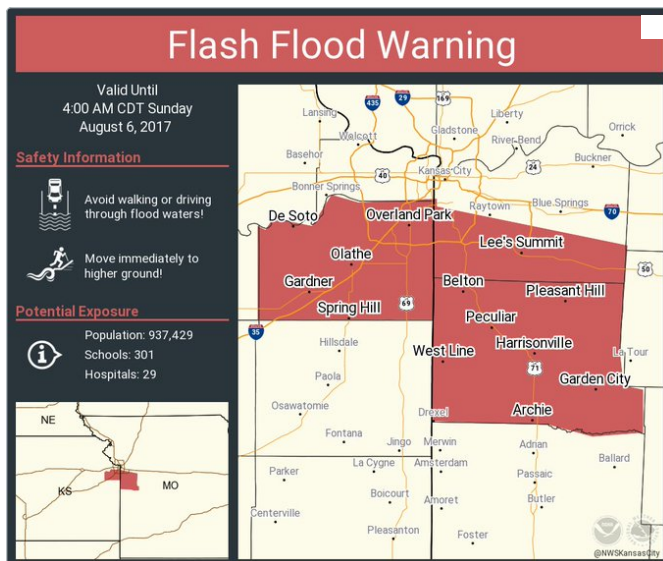 Flash Flood Warning
Valid Until
4:00 AM CDT Sunday
August 6, 2017
Safety Information
Avoid walking or driving
through flood waters!
Move immediately to
higher ground!
Potential Exposure
Population: 937,429
Schools: 301
Hospitals: 29
NE
KS
MO
435
29
169
Lansing
Liberty
Orrick
Wolcott
Gladstone
River Bend
Basehor
24
Buckner
40
Kansas City
Bonner Springs
Raytown
Blue Springs
70
De Soto
Overland Park
Lee's Summit
Olathe
50
Gardner
Belton
Pleasant Hill
69
Spring Hill
Peculiar
35
Hillsdale
West Line
Harrisonville
La Tour
71
Paola
Garden City
Osawatomie
Drexel
Archie
Fontana
Jingo
Merwin
Adrian
La Cygne
Amsterdam
Ballard
Parker
Passaic
Boicourt
Amoret
Butler
Centerville
Pleasanton
Foster
@NWSKansasCity